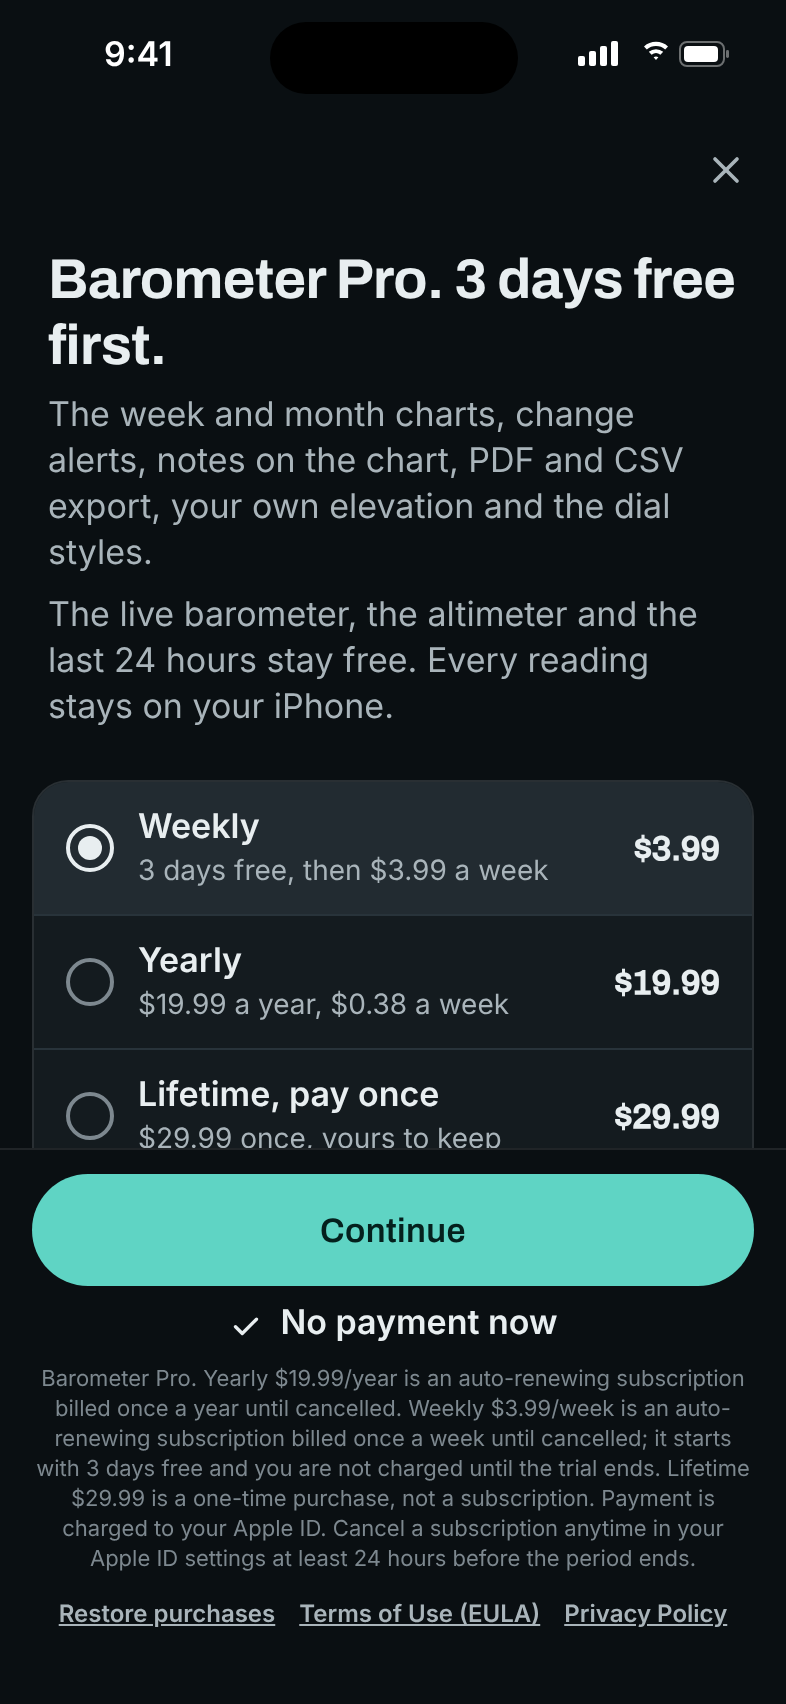 9:41
Barometer Pro. 3 days free
first.
The week and month charts, change
alerts, notes on the chart, PDF and CSV
export, your own elevation and the dial
styles.
The live barometer, the altimeter and the
last 24 hours stay free. Every reading
stays on your iPhone.
Weekly
3 days free, then $3.99 a week
$3.99
Yearly
$19.99 a year, $0.38 a week
$19.99
Lifetime, pay once
$29.99 once, yours to keep
$29.99
Continue
No payment now
Barometer Pro. Yearly $19.99/year is an auto-renewing subscription
billed once a year until cancelled. Weekly $3.99/week is an auto-
renewing subscription billed once a week until cancelled; it starts
with 3 days free and you are not charged until the trial ends. Lifetime
$29.99 is a one-time purchase, not a subscription. Payment is
charged to your Apple ID. Cancel a subscription anytime in your
Apple ID settings at least 24 hours before the period ends.
Restore purchases Terms of Use (EULA) Privacy Policy